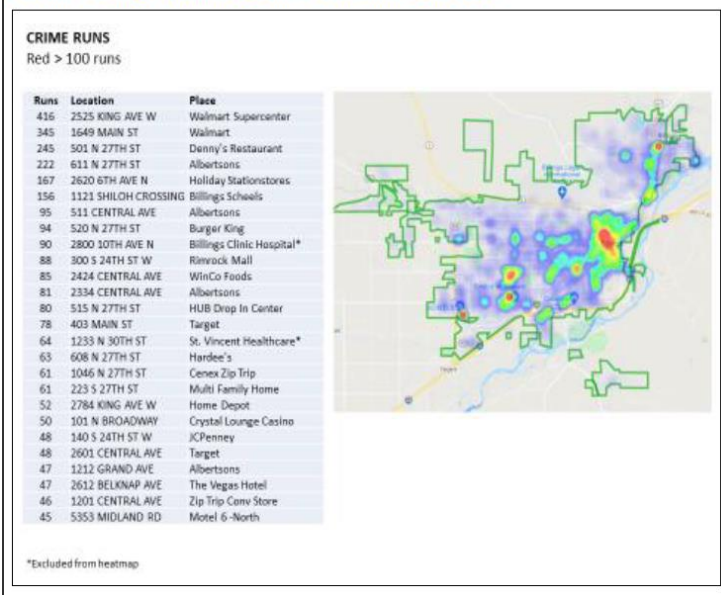 CRIME RUNS
Red > 100 runs
Runs Location Place
416 2525 KING AVE W Walmart Supercenter
345 1649 MAIN ST Walmart
245 501 N 27TH ST Denny's Restaurant
222 611 N 27TH ST Albertsons
167 2620 6TH AVE N Holiday Stationstores
156 1121 SHILOH CROSSING Billings Scheels
95 511 CENTRAL AVE Albertsons
94 520 N 27TH ST Burger King
90 2800 10TH AVE N Billings Clinic Hospital*
88 300 S 24TH ST W Rimrock Mall
85 2424 CENTRAL AVE WinCo Foods
81 2334 CENTRAL AVE Albertsons
80 515 N 27TH ST HUB Drop In Center
78 403 MAIN ST Target
64 1233 N 30TH ST St. Vincent Healthcare*
63 608 N 27TH ST Hardee's
61 1046 N 27TH ST Cenex Zip Trip
61 223 S 27TH ST Multi Family Home
52 2784 KING AVE W Home Depot
50 101 N BROADWAY Crystal Lounge Casino
48 140 S 24TH ST W JCPenney
48 2601 CENTRAL AVE Target
47 1212 GRAND AVE Albertsons
47 2612 BELKNAP AVE The Vegas Hotel
46 1201 CENTRAL AVE Zip Trip Conv Store
45 5353 MIDLAND RD Motel 6 -North
*Excluded from heatmap